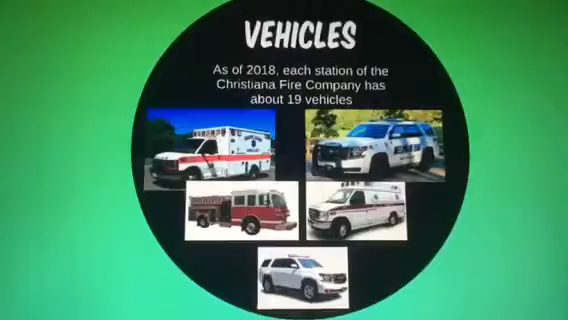 VEHICLES
As of 2018, each station of the
Christiana Fire Company has
about 19 vehicles